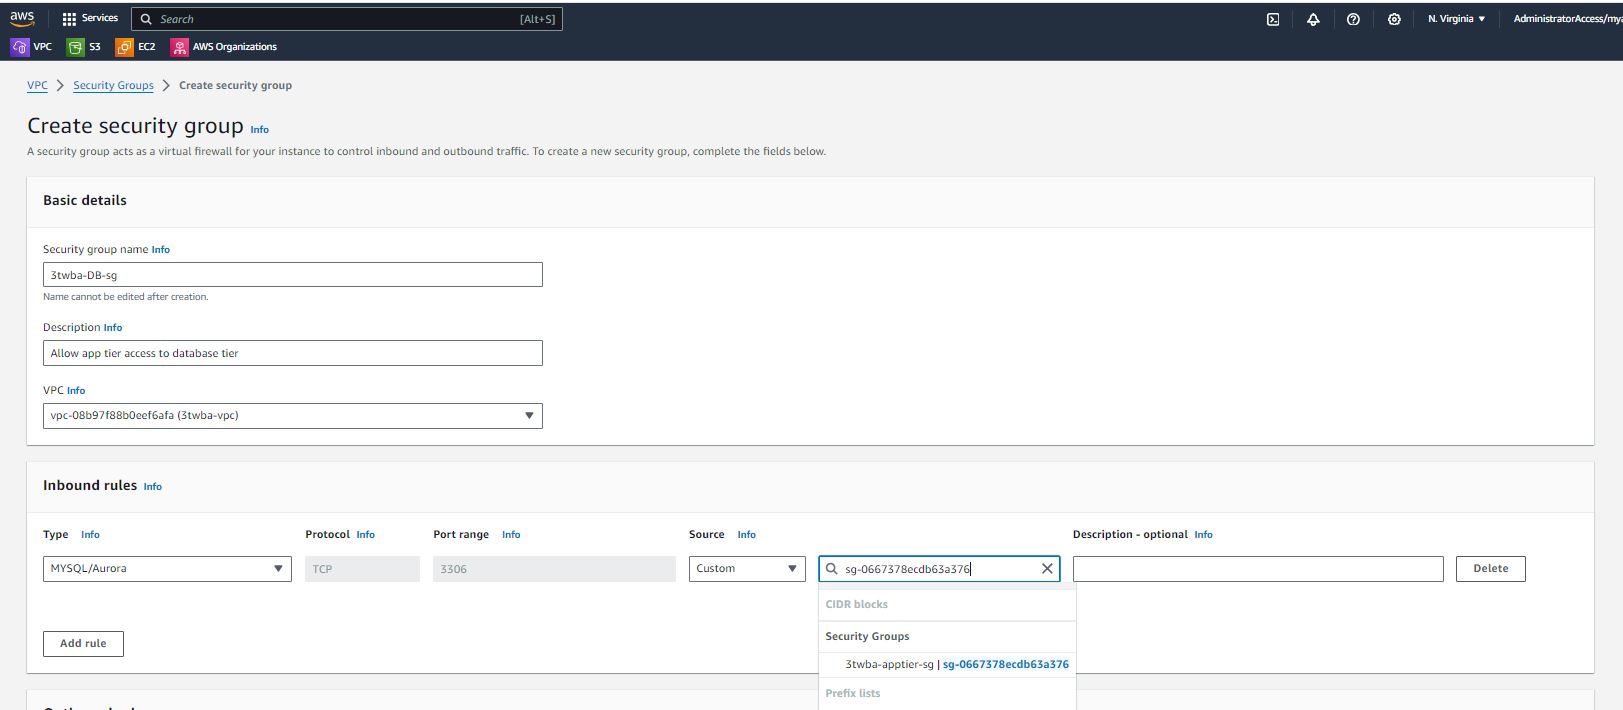 aws Services Search [Alt+S] N. Virginia AdministratorAccess/mya
VPC S3 EC2 AWS Organizations
VPC > Security Groups > Create security group
Create security group Info
A security group acts as a virtual firewall for your instance to control inbound and outbound traffic. To create a new security group, complete the fields below.
Basic details
Security group name Info
3twba-DB-sg
Name cannot be edited after creation.
Description Info
Allow app tier access to database tier
VPC Info
vpc-08b97f88b0eef6afa (3twba-vpc)
Inbound rules Info
Type Info Protocol Info Port range Info Source Info Description - optional Info
MYSQL/Aurora TCP 3306 Custom sg-0667378ecdb63a376 Delete
CIDR blocks
Security Groups
Add rule
3twba-apptier-sg | sg-0667378ecdb63a376
Prefix lists